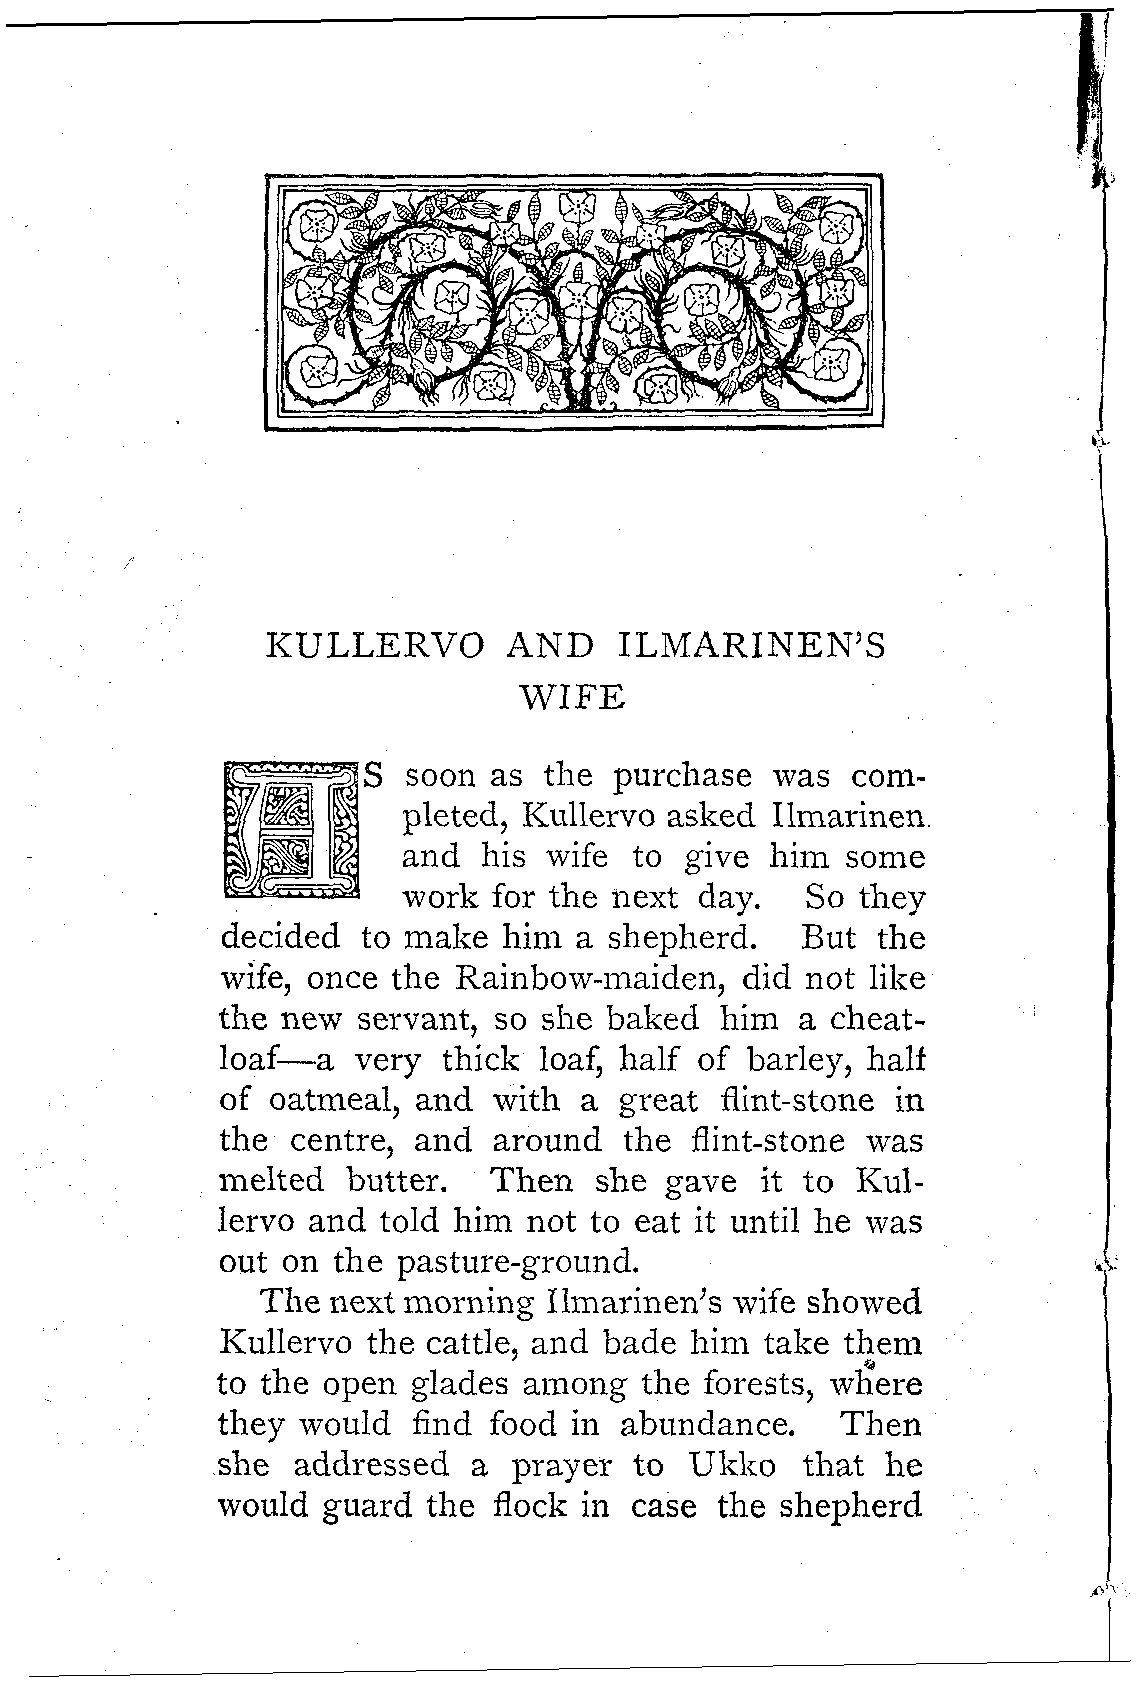 KULLERVO AND ILMARINEN'S
WIFE
AS soon as the purchase was com-
pleted, Kullervo asked Ilmarinen
and his wife to give him some
work for the next day. So they
decided to make him a shepherd. But the
wife, once the Rainbow-maiden, did not like
the new servant, so she baked him a cheat-
loaf—a very thick loaf, half of barley, half
of oatmeal, and with a great flint-stone in
the centre, and around the flint-stone was
melted butter. Then she gave it to Kul-
lervo and told him not to eat it until he was
out on the pasture-ground.
The next morning Ilmarinen's wife showed
Kullervo the cattle, and bade him take them
to the open glades among the forests, where
they would find food in abundance. Then
she addressed a prayer to Ukko that he
would guard the flock in case the shepherd